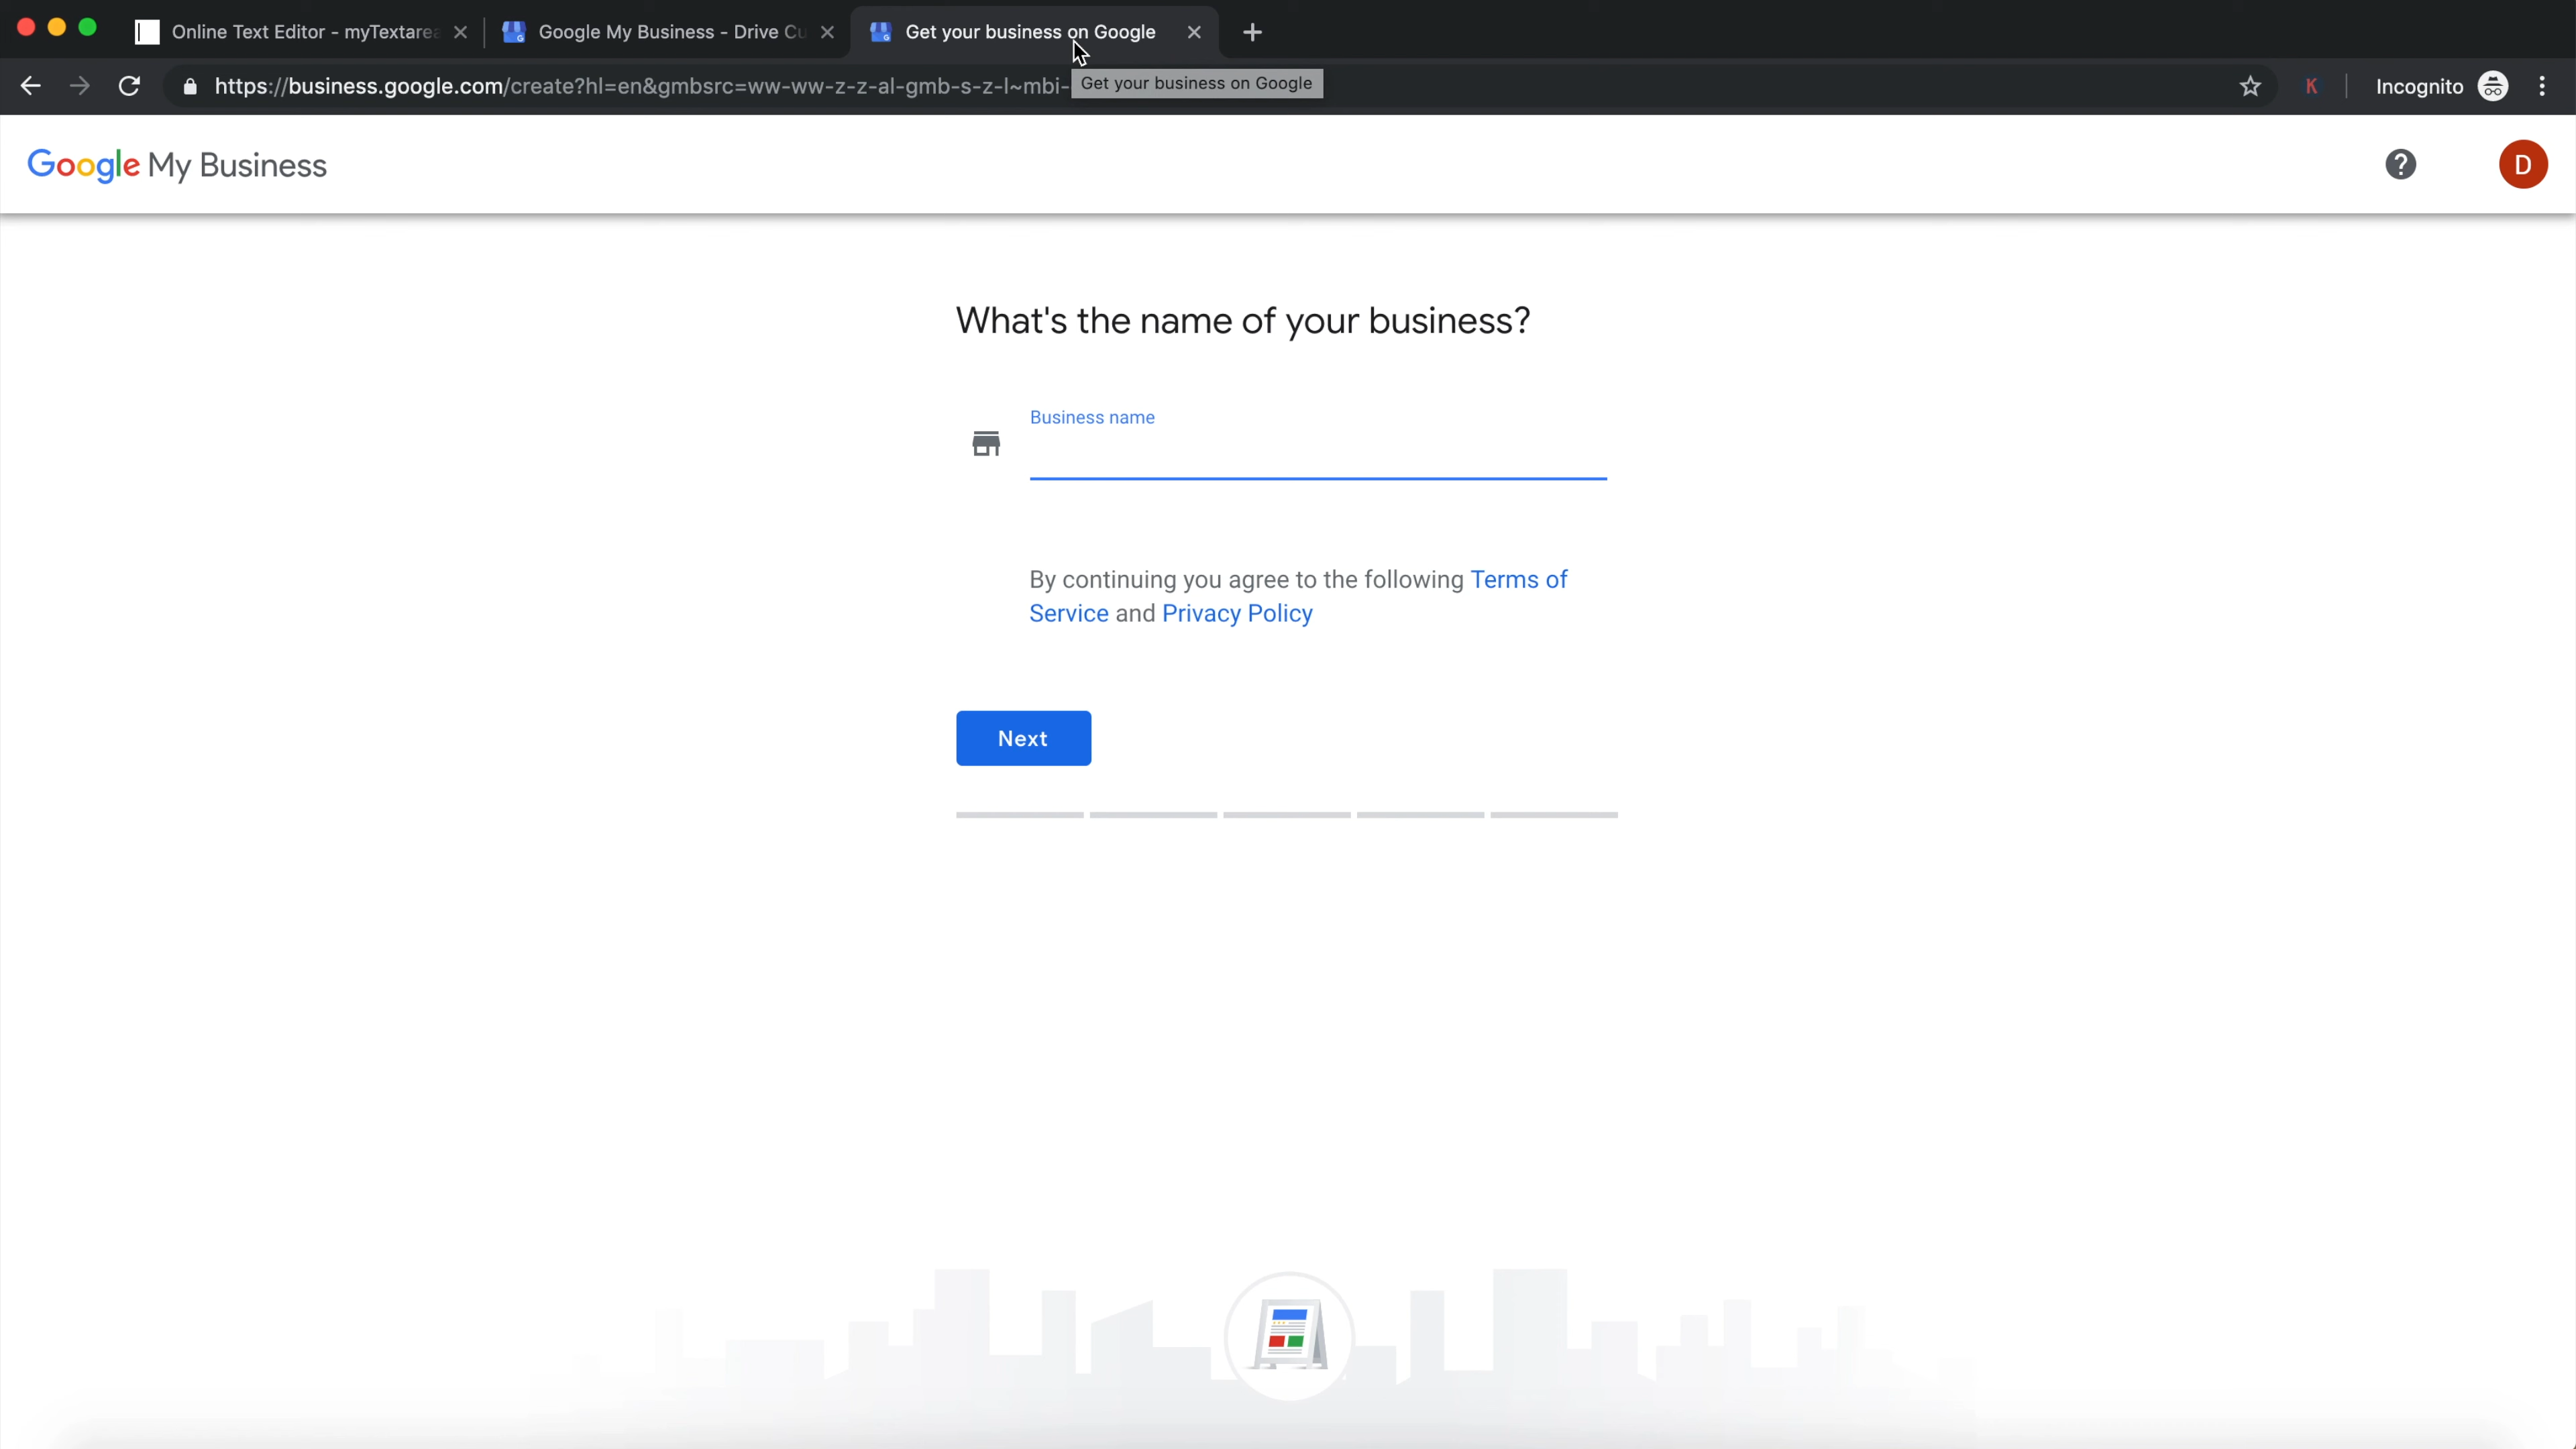 Online Text Editor - myTextarea
Google My Business - Drive Cu
Get your business on Google
https://business.google.com/create?hl=en&gmbsrc=ww-ww-z-z-al-gmb-s-z-l~mbi-
Get your business on Google
K
Incognito
Google My Business
?
D
What's the name of your business?
Business name
By continuing you agree to the following Terms of
Service and Privacy Policy
Next